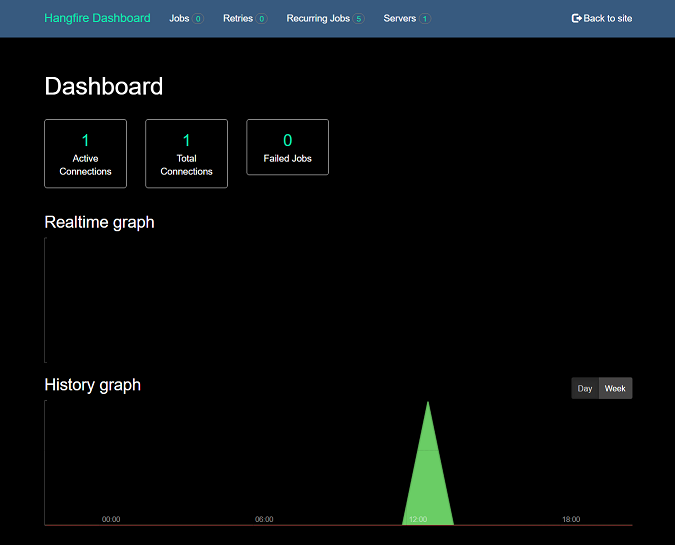 Hangfire Dashboard Jobs 0 Retries 0 Recurring Jobs 5 Servers 1 Back to site
Dashboard
1
Active
Connections
1
Total
Connections
0
Failed Jobs
Realtime graph
History graph
Day Week
00:00 06:00 12:00 18:00